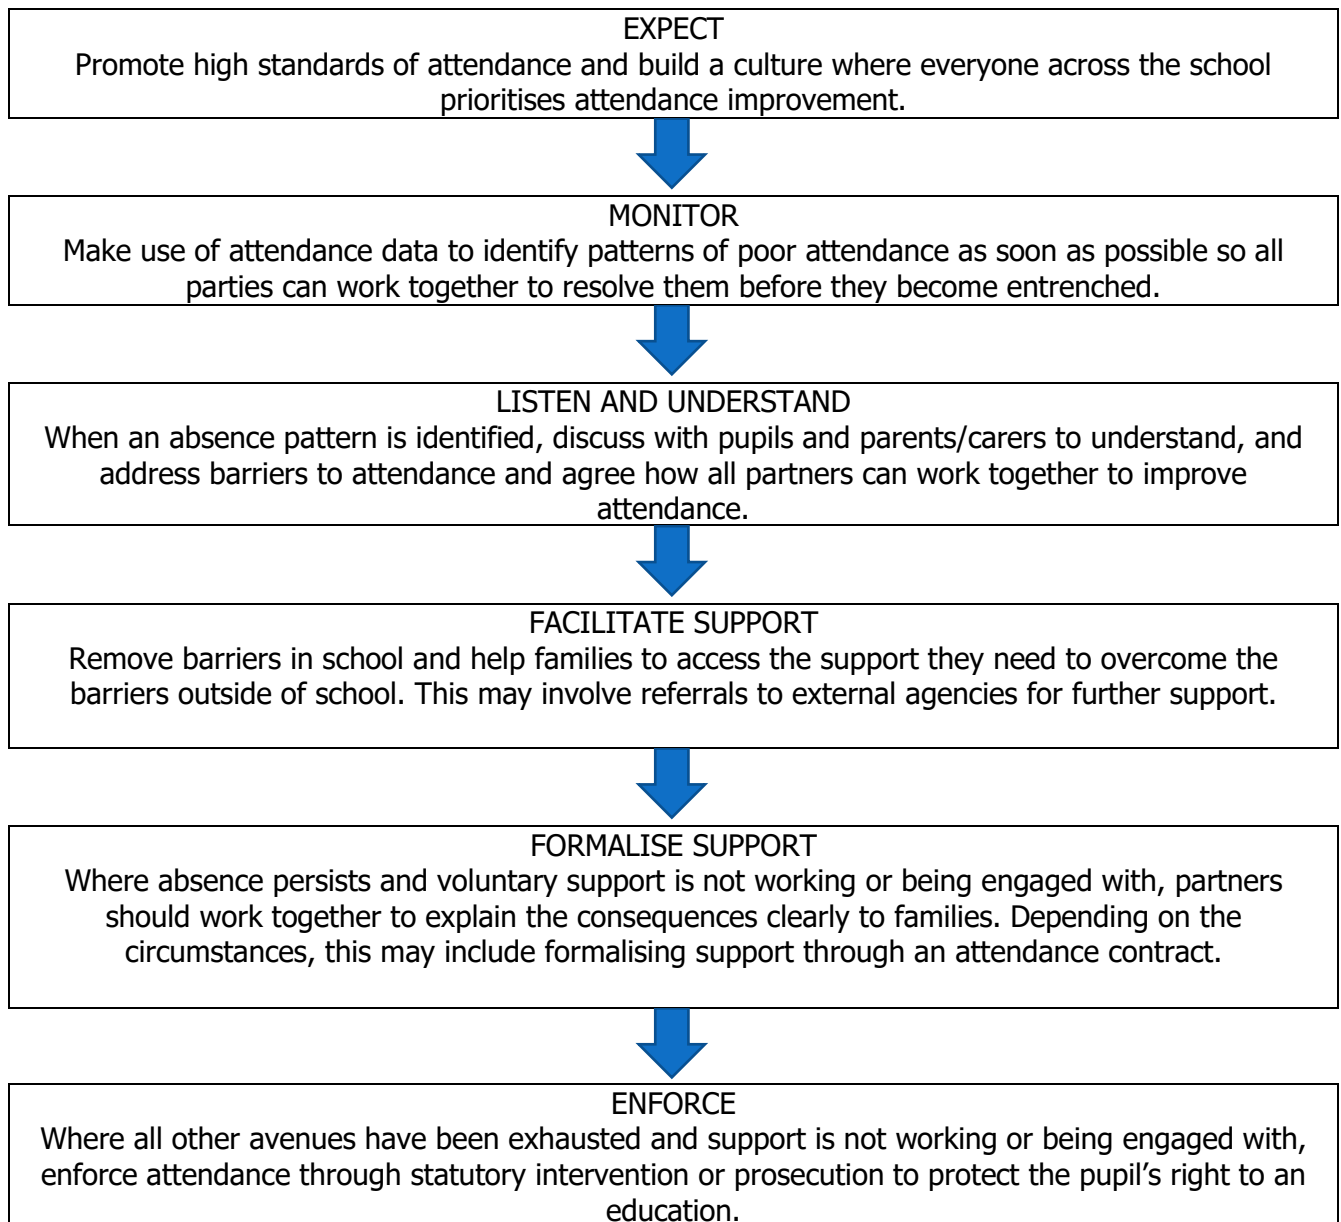 EXPECT
Promote high standards of attendance and build a culture where everyone across the school
prioritises attendance improvement.
MONITOR
Make use of attendance data to identify patterns of poor attendance as soon as possible so all
parties can work together to resolve them before they become entrenched.
LISTEN AND UNDERSTAND
When an absence pattern is identified, discuss with pupils and parents/carers to understand, and
address barriers to attendance and agree how all partners can work together to improve
attendance.
FACILITATE SUPPORT
Remove barriers in school and help families to access the support they need to overcome the
barriers outside of school. This may involve referrals to external agencies for further support.
FORMALISE SUPPORT
Where absence persists and voluntary support is not working or being engaged with, partners
should work together to explain the consequences clearly to families. Depending on the
circumstances, this may include formalising support through an attendance contract.
ENFORCE
Where all other avenues have been exhausted and support is not working or being engaged with,
enforce attendance through statutory intervention or prosecution to protect the pupil’s right to an
education.